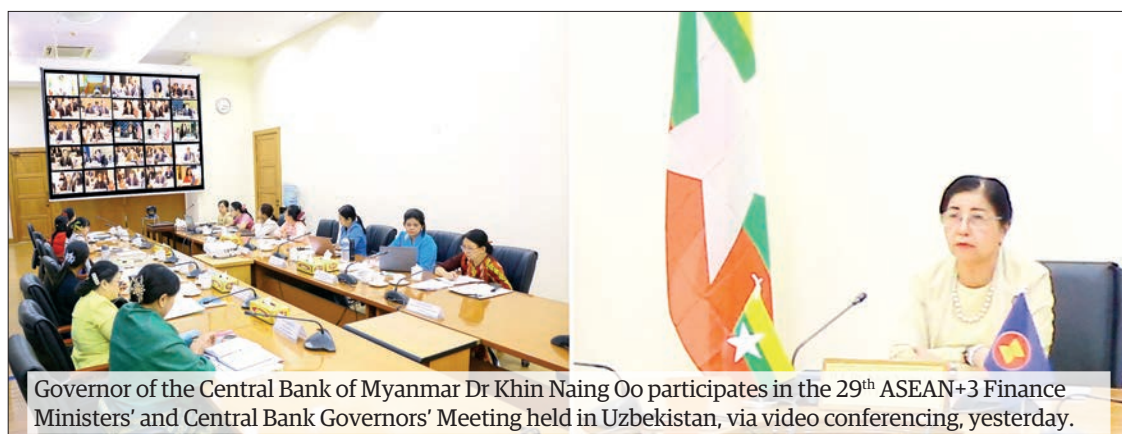 Governor of the Central Bank of Myanmar Dr Khin Naing Oo participates in the 29th ASEAN+3 Finance
Ministers’ and Central Bank Governors’ Meeting held in Uzbekistan, via video conferencing, yesterday.